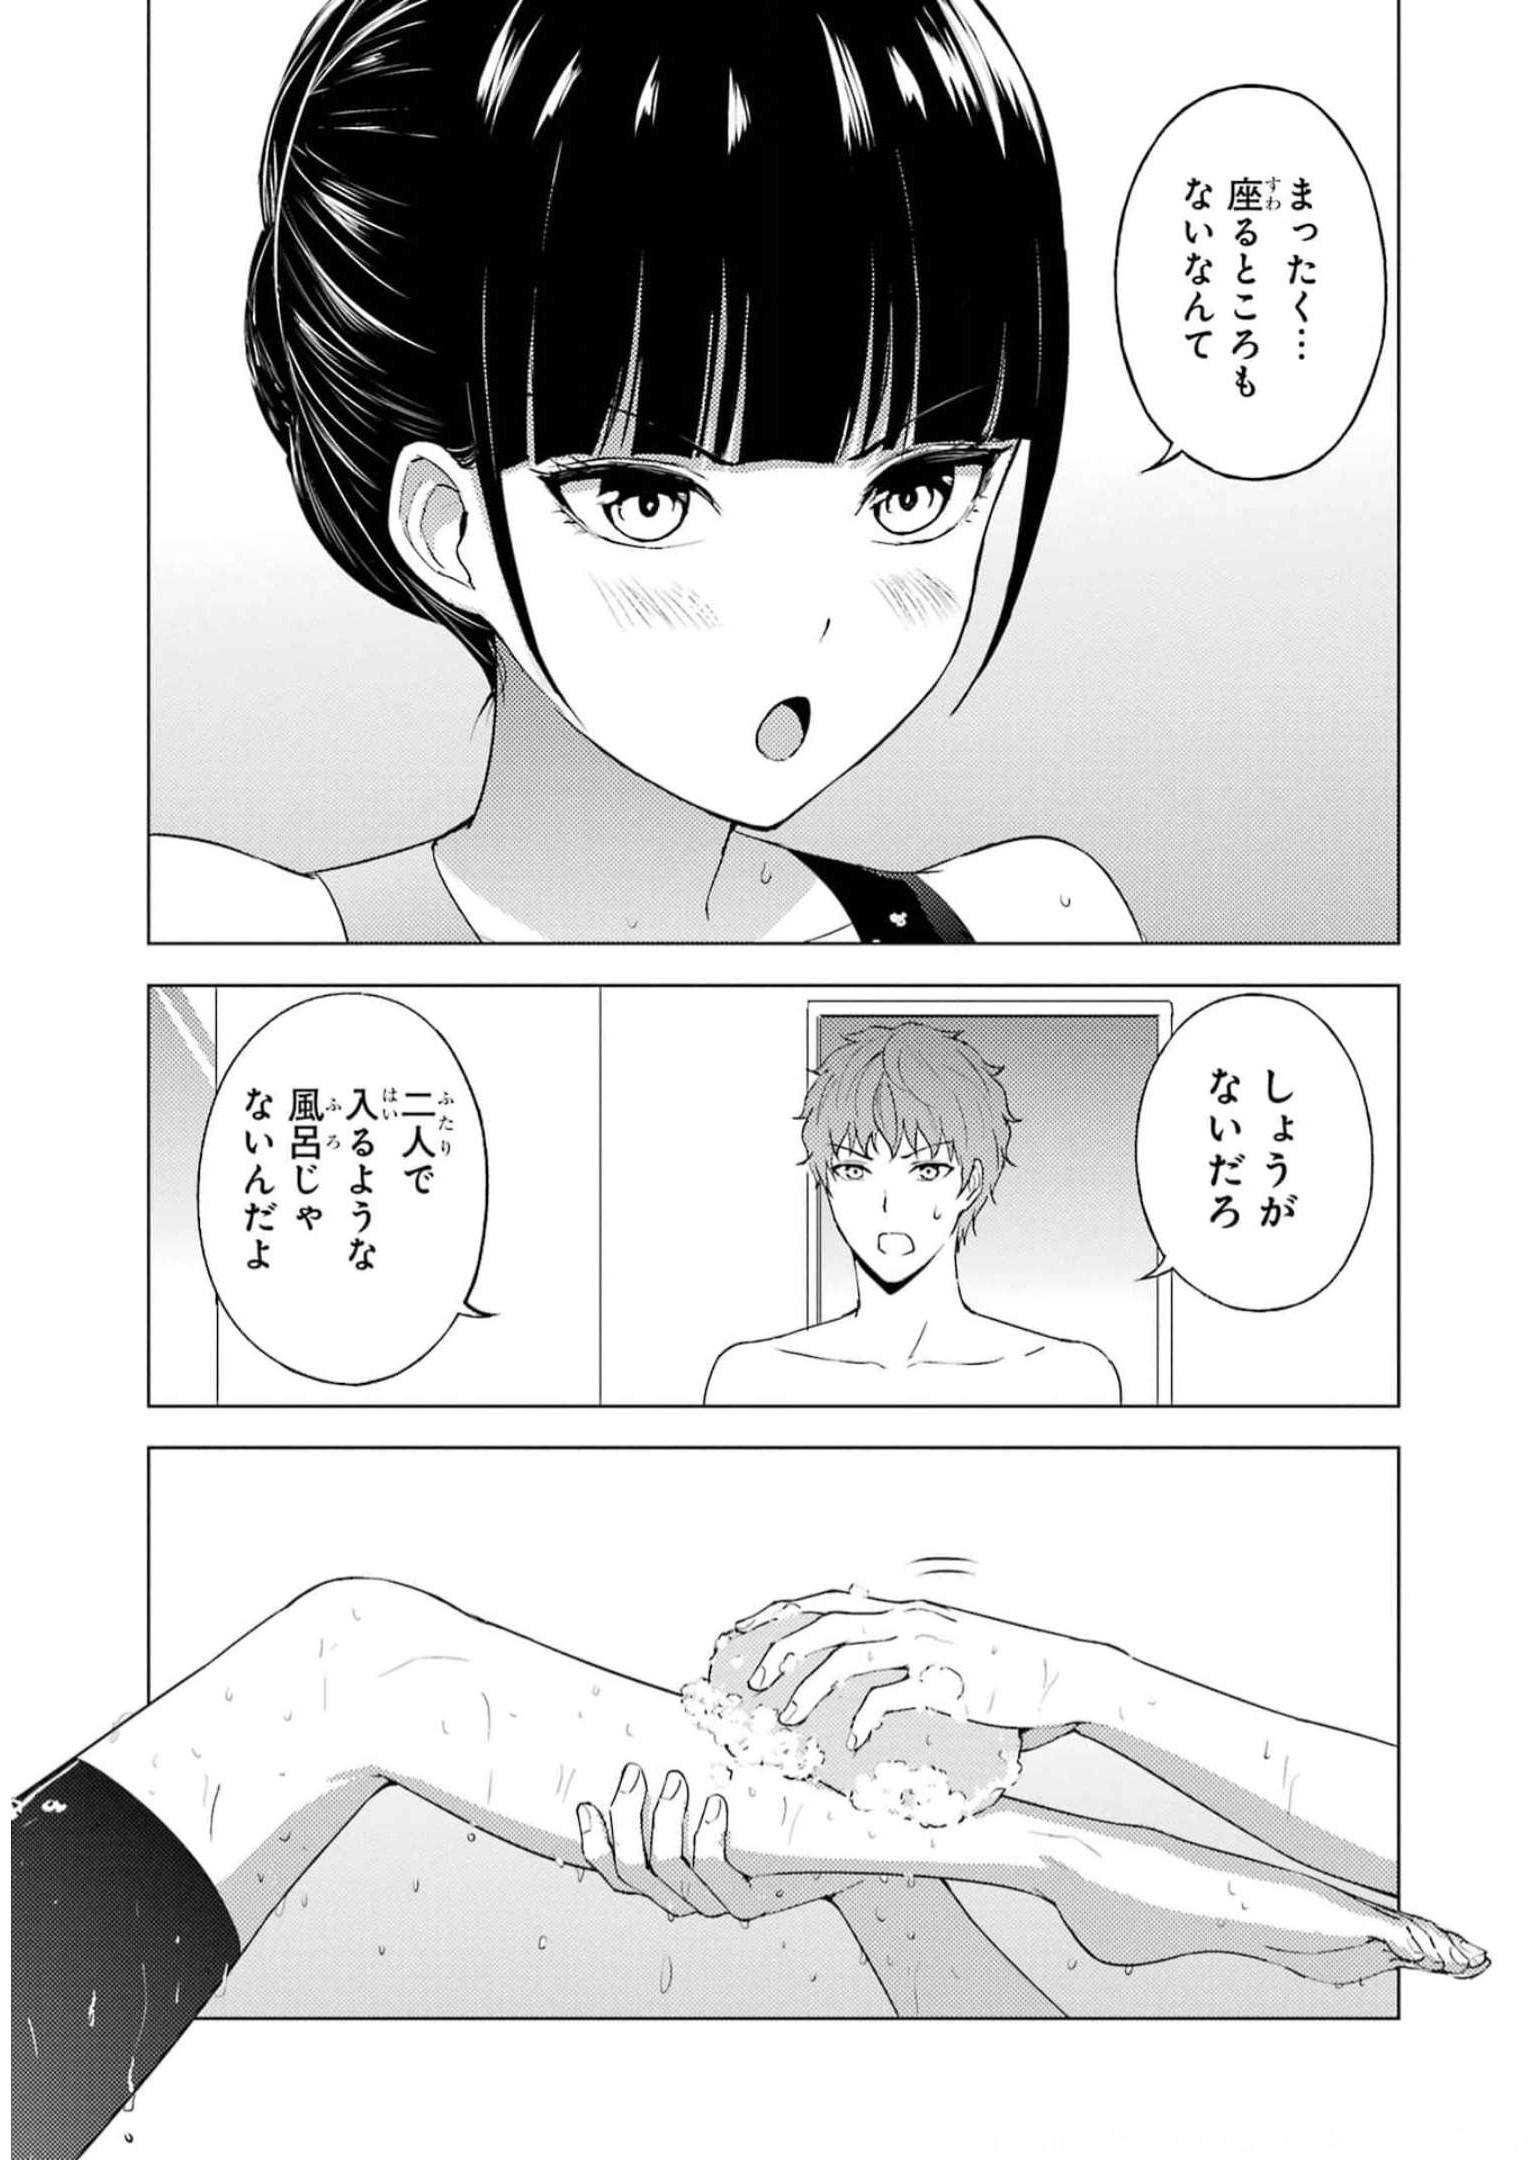 まったく…
座るところも
ないなんて
しょうが
ないだろ
二人で
入るような
風呂じゃ
ないんだよ